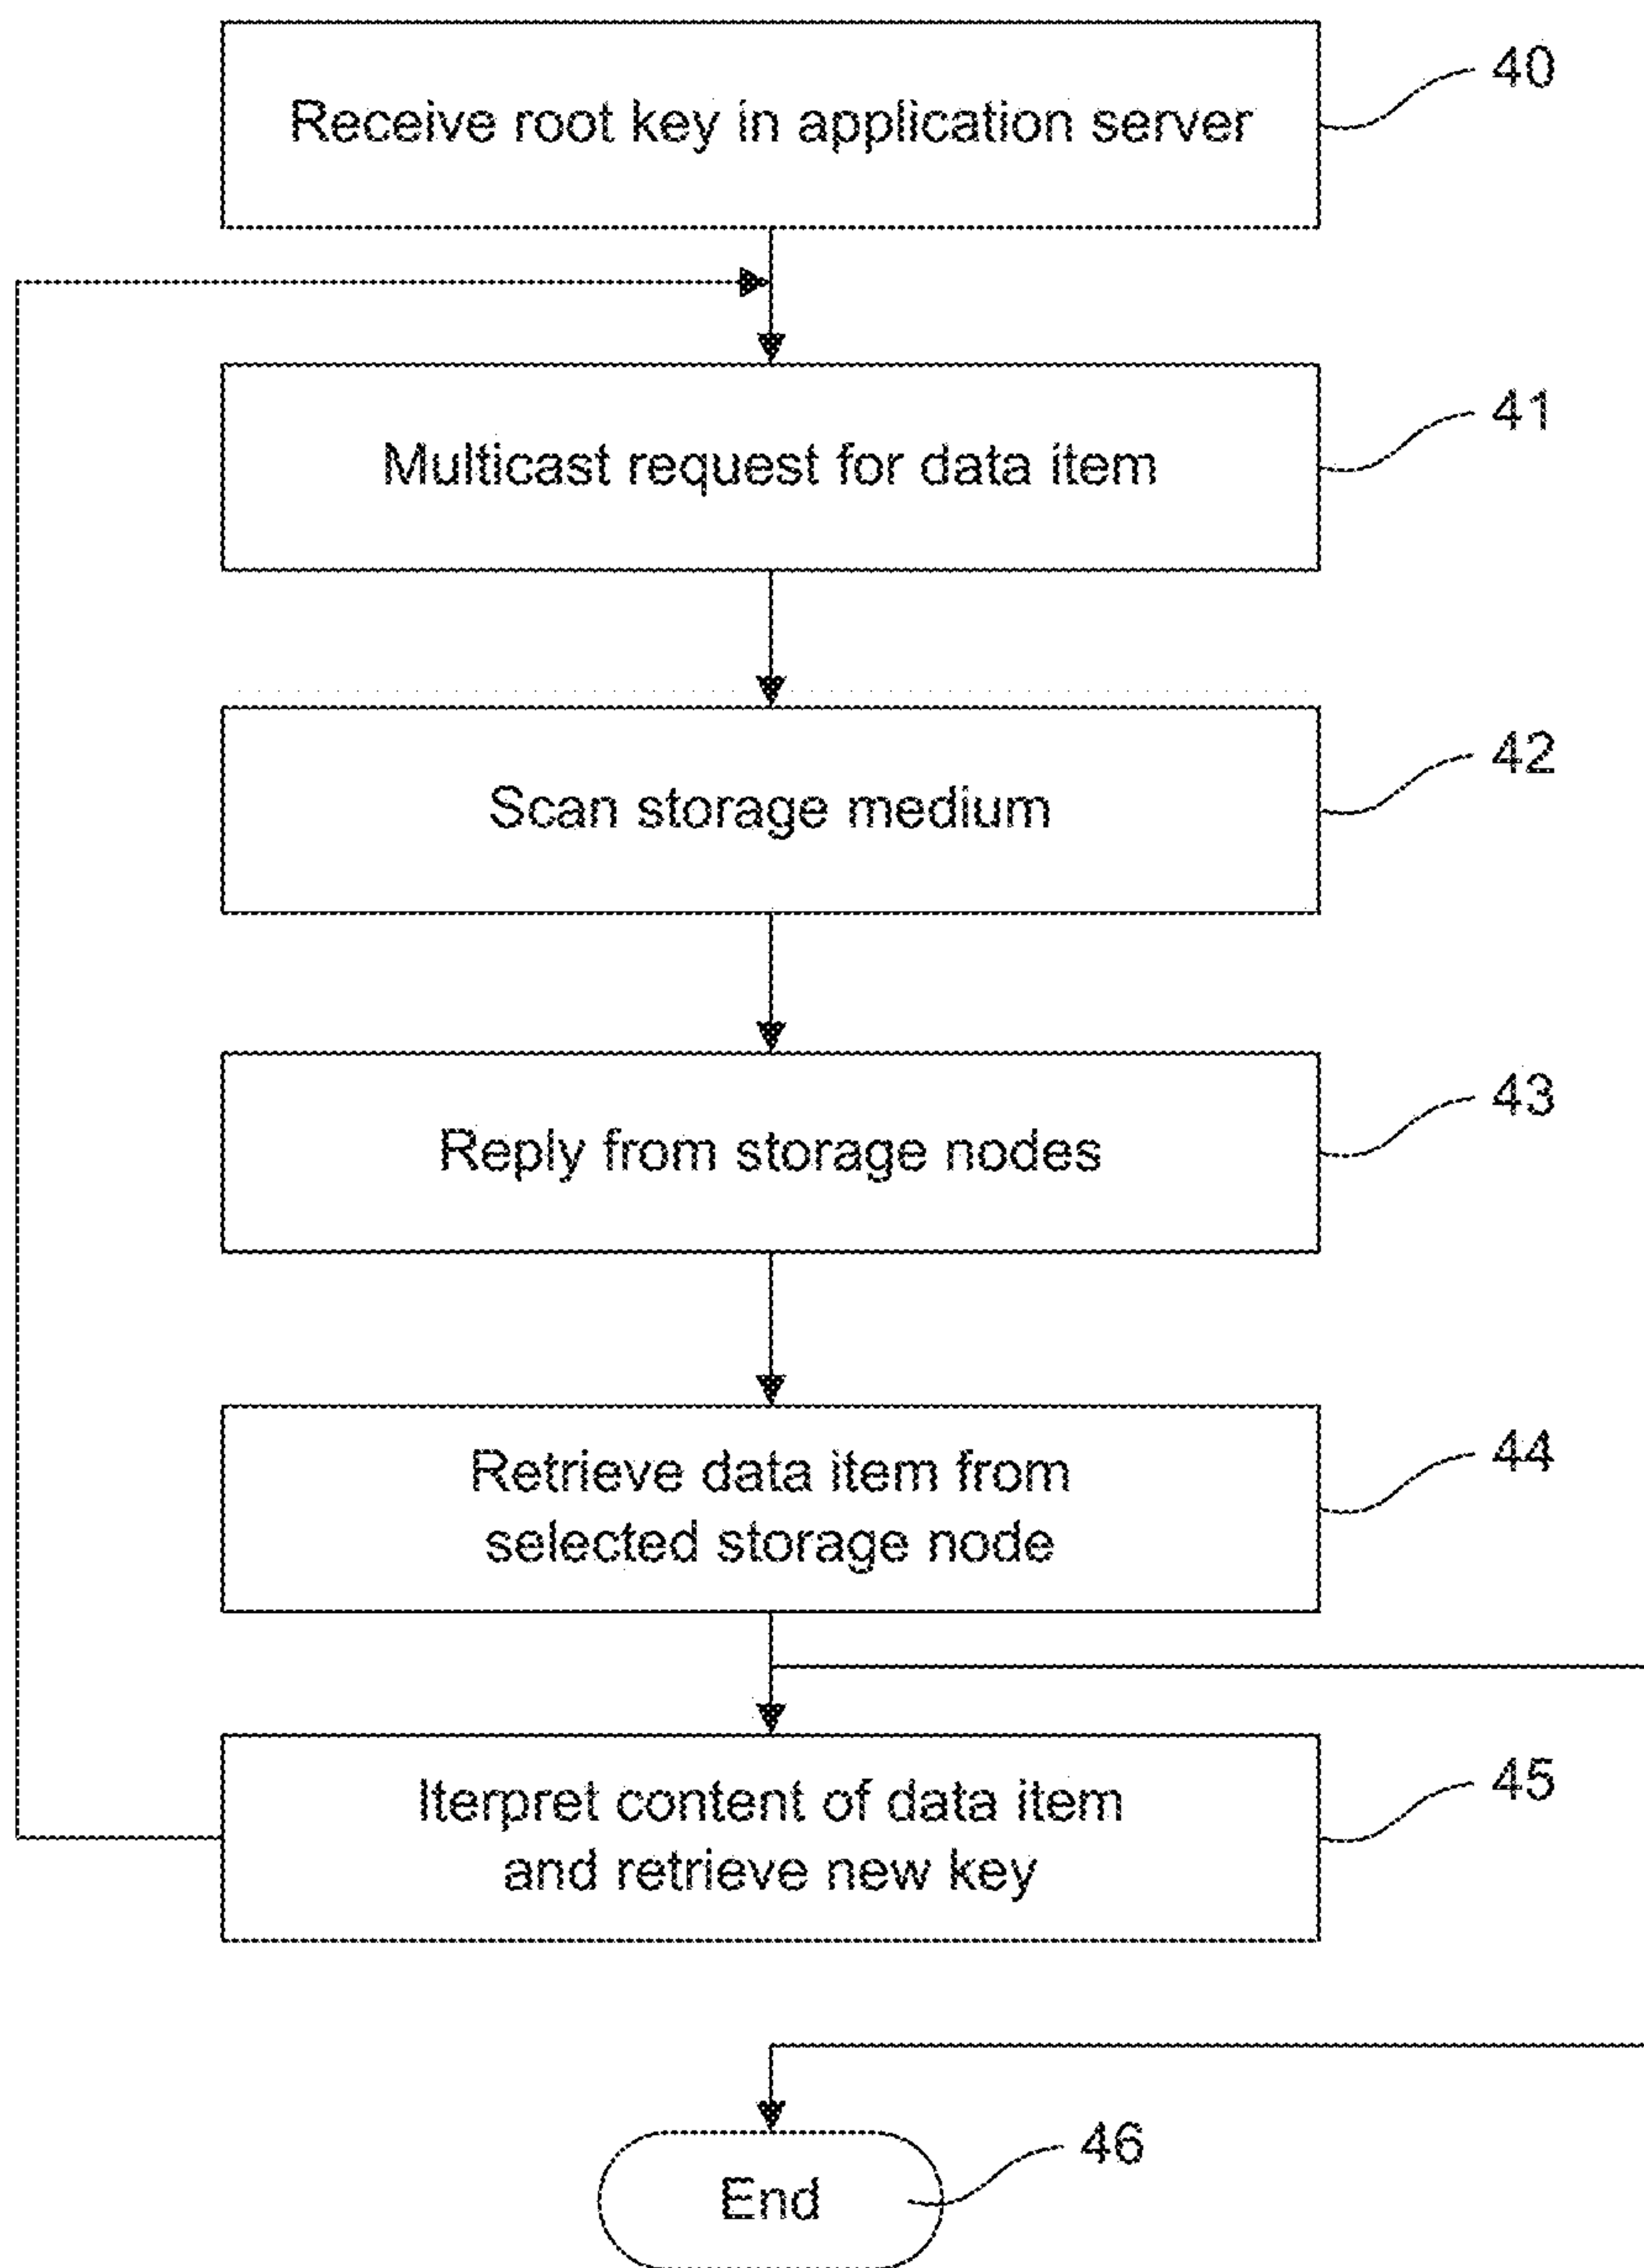 Receive root key in application server
40
Multicast request for data item
41
Scan storage medium
42
Reply from storage nodes
43
Retrieve data item from
selected storage node
44
Iterpret content of data item
and retrieve new key
45
End
46